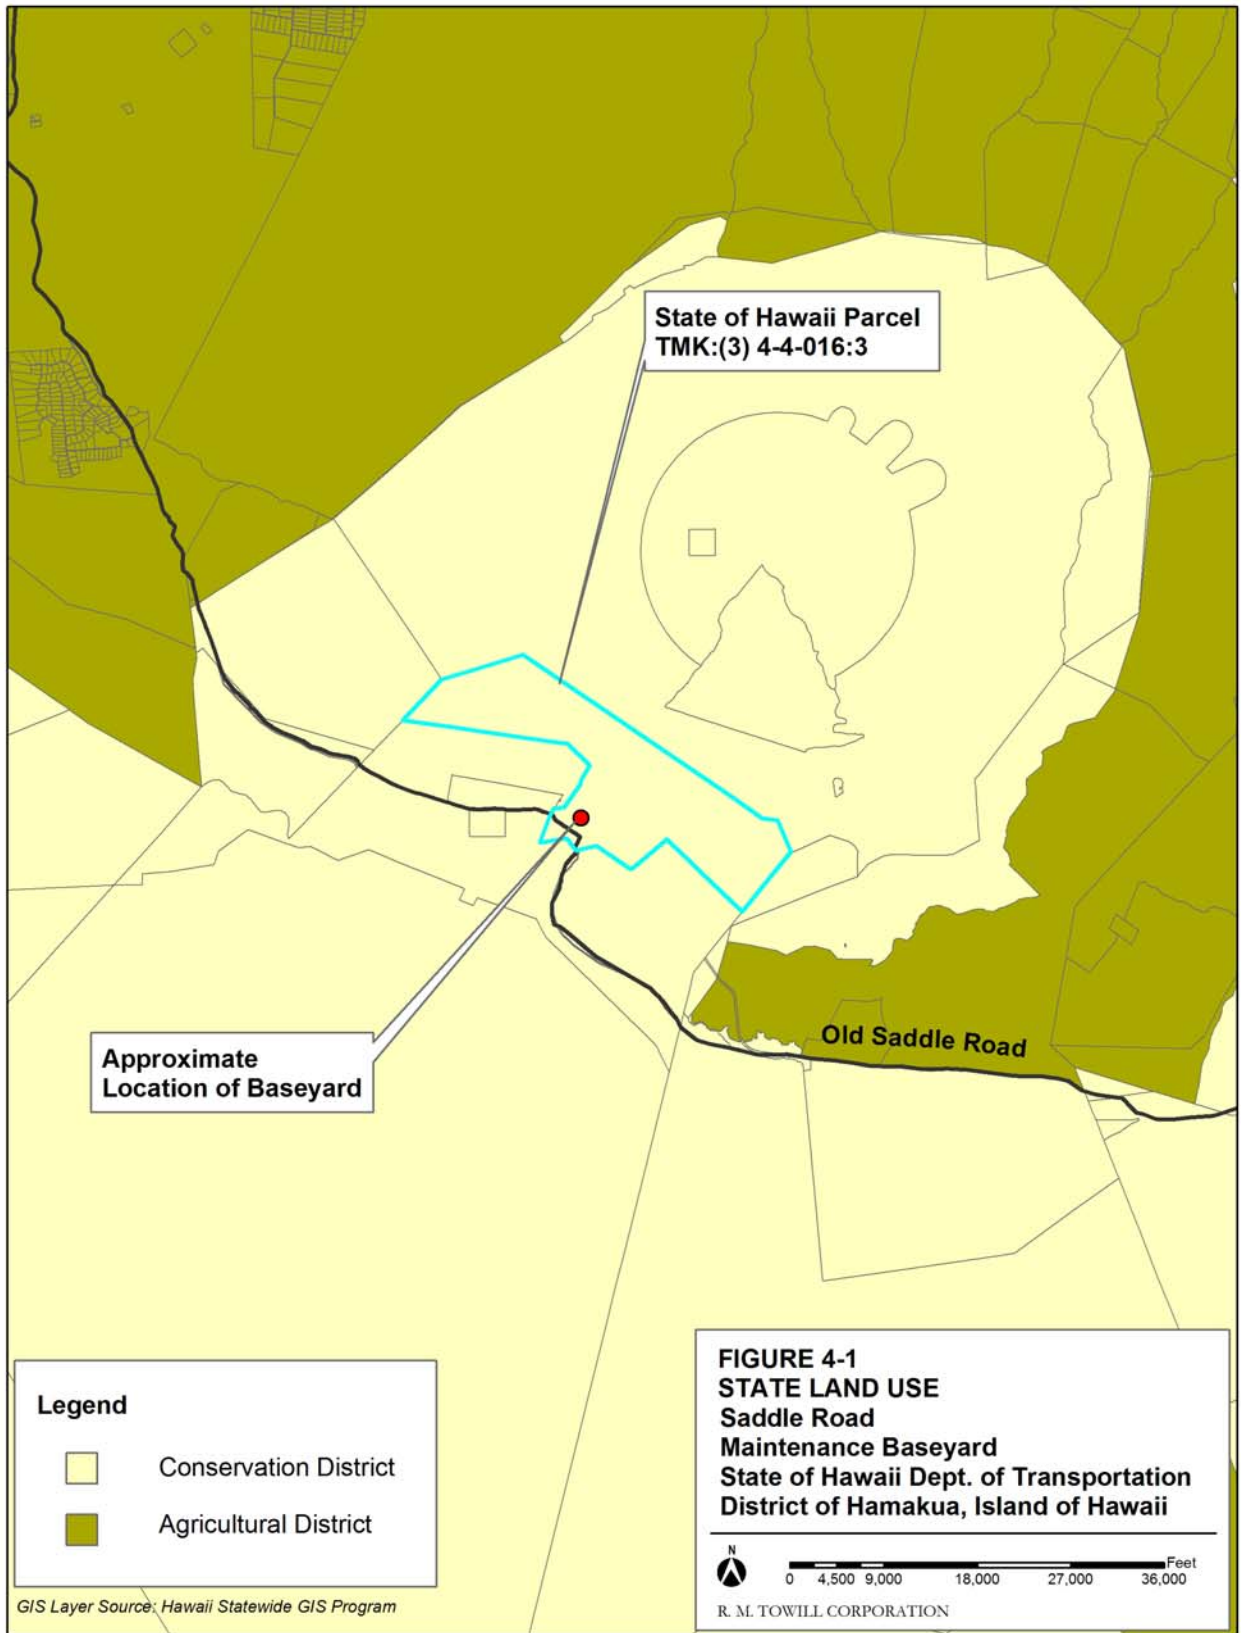 State of Hawaii Parcel
TMK:(3) 4-4-016:3
Approximate
Location of Baseyard
Old Saddle Road
Legend
Conservation District
Agricultural District
GIS Layer Source: Hawaii Statewide GIS Program
FIGURE 4-1
STATE LAND USE
Saddle Road
Maintenance Baseyard
State of Hawaii Dept. of Transportation
District of Hamakua, Island of Hawaii
N
Feet
0 4,500 9,000 18,000 27,000 36,000
R. M. TOWILL CORPORATION